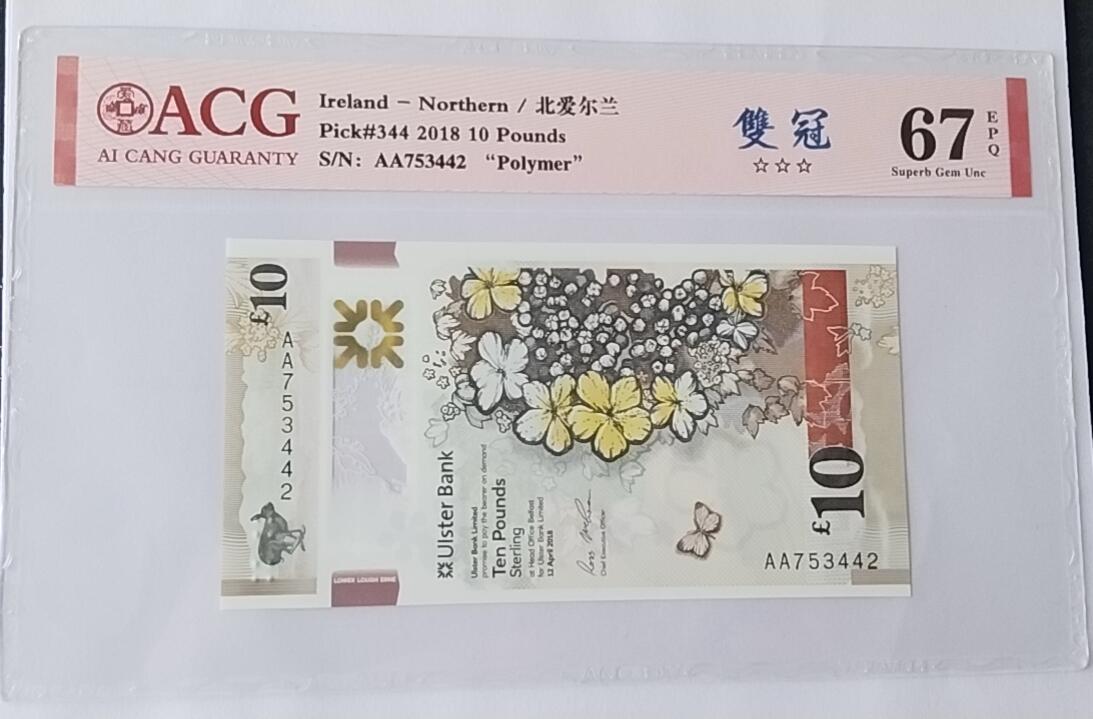 ACG
AI CANG GUARANTY
Ireland – Northern / 北爱尔兰
Pick#344 2018 10 Pounds
S/N: AA753442 “Polymer”
雙冠
☆☆☆
67
EPQ
Superb Gem Unc
£10
AA753442
LOWER LOUGH ERNE
Ulster Bank
Ulster Bank Limited
promise to pay the bearer on demand
Ten Pounds
Sterling
at Head Office Belfast
for Ulster Bank Limited
12 April 2018
Chief Executive Officer
£10
AA753442